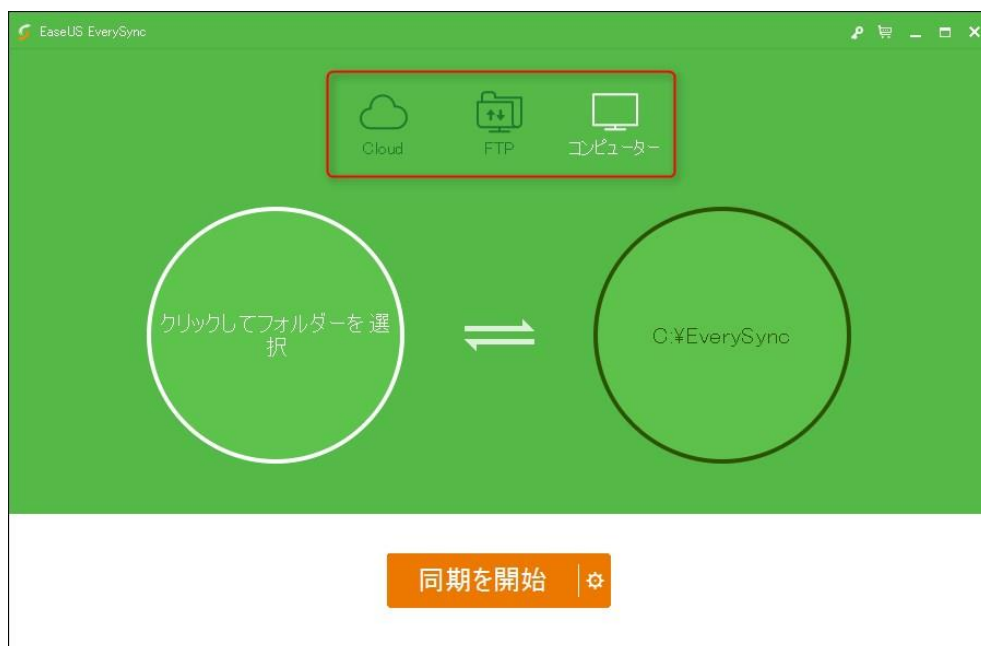 EaseUS EverySync
Cloud
FTP
コンピューター
クリックしてフォルダーを選
択
C:¥EverySync
同期を開始